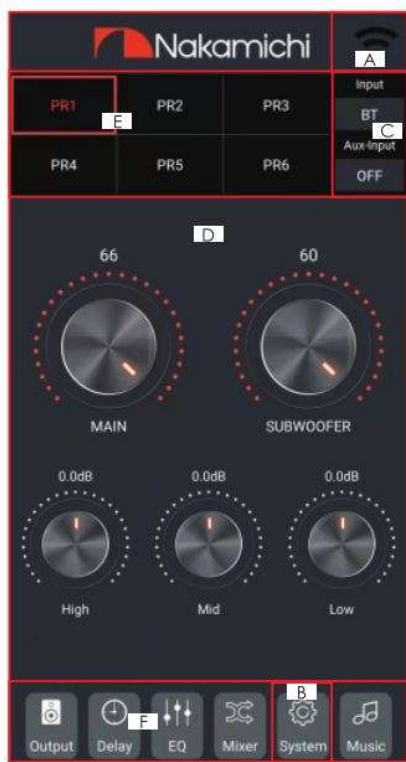 Nakamichi
A
PR1 PR2 PR3
E
PR4 PR5 PR6
Input
BT
C
Aux-Input
OFF
D
66 60
MAIN SUBWOOFER
0.0dB 0.0dB 0.0dB
High Mid Low
B
F
Output Delay EQ Mixer System Music